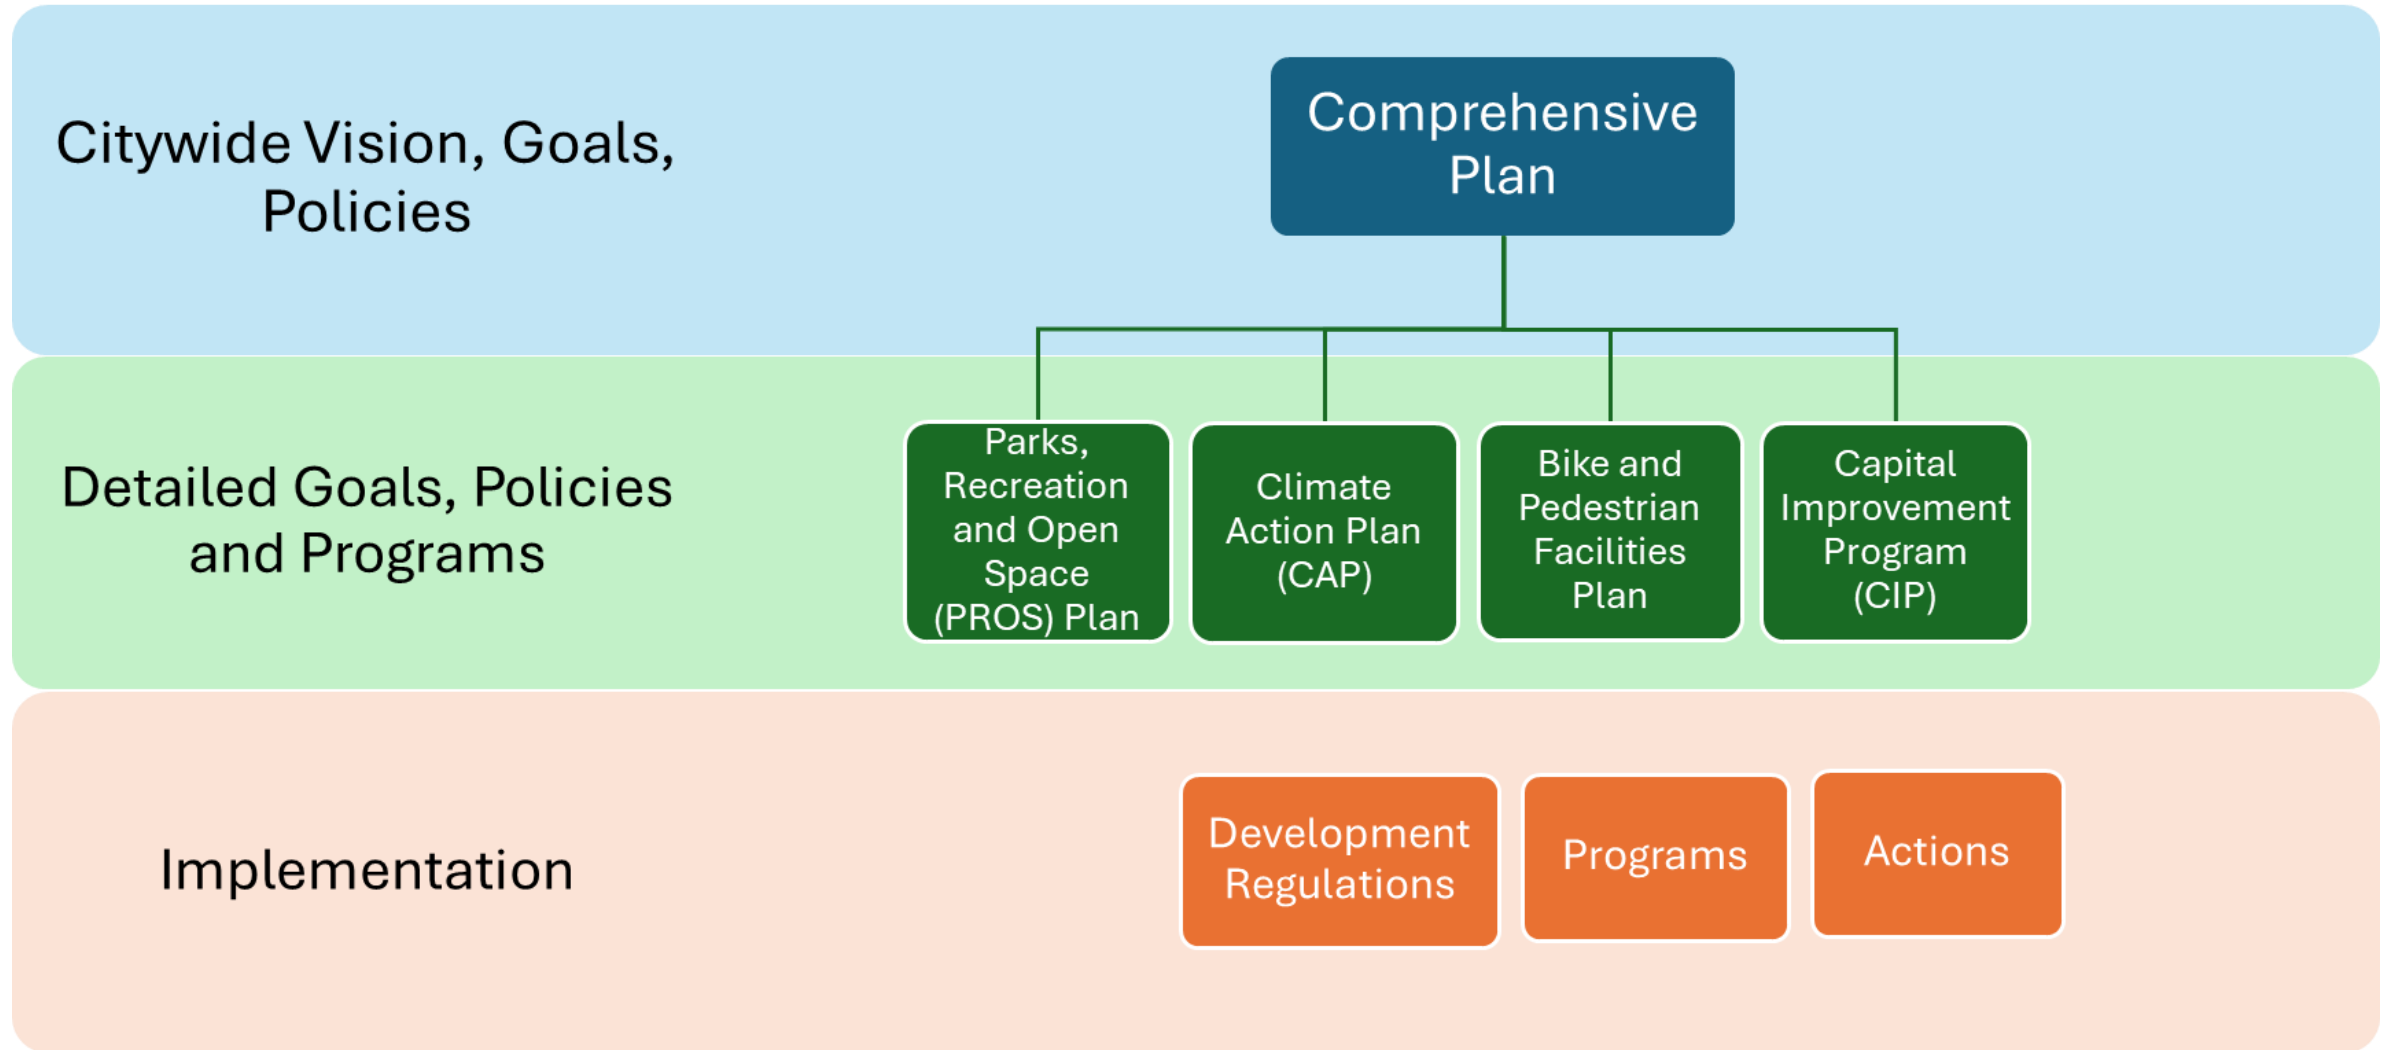 Citywide Vision, Goals,
Policies
Comprehensive
Plan
Detailed Goals, Policies
and Programs
Parks,
Recreation
and Open
Space
(PROS) Plan
Climate
Action Plan
(CAP)
Bike and
Pedestrian
Facilities
Plan
Capital
Improvement
Program
(CIP)
Implementation
Development
Regulations
Programs
Actions